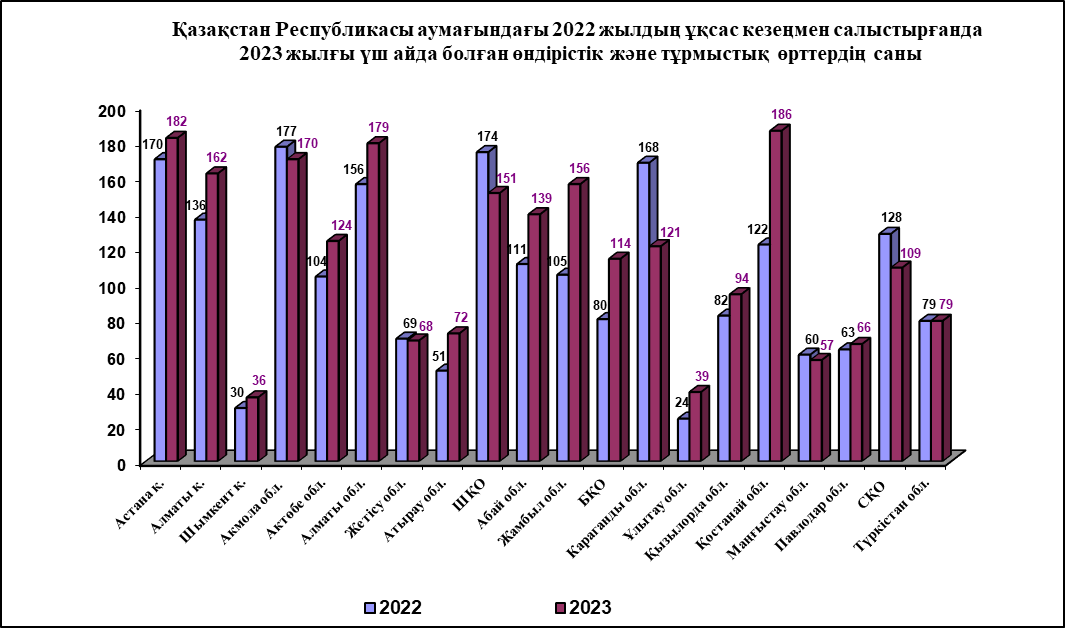 Қазақстан Республикасы аумағындағы 2022 жылдың ұқсас кезеңмен салыстырғанда
2023 жылғы үш айда болған өндірістік және тұрмыстық өрттердің саны
200
180
160
140
120
100
80
60
40
20
0
170 182
136 162
30 36
177 170
104 124
156 179
69 68
51 72
174 151
111 139
105 156
80 114
168 121
24 39
82 94
122 186
60 57
63 66
128 109
79 79
Астана қ.
Алматы қ.
Шымкент қ.
Ақмола обл.
Ақтөбе обл.
Алматы обл.
Жетісу обл.
Атырау обл.
ШҚО
Абай обл.
Жамбыл обл.
БҚО
Қарағанды обл.
Ұлытау обл.
Қызылорда обл.
Қостанай обл.
Маңғыстау обл.
Павлодар обл.
СҚО
Түркістан обл.
2022
2023